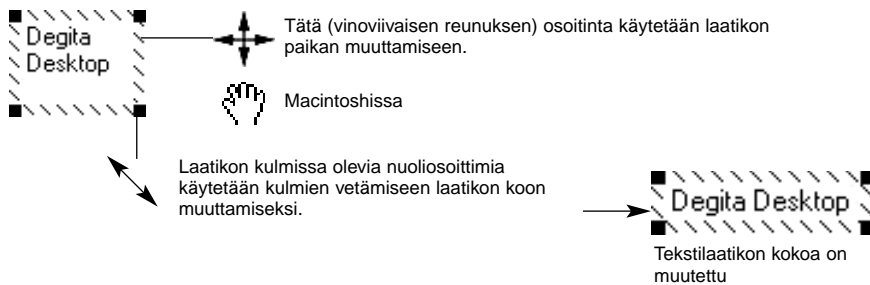 Degita
Desktop
Tätä (vinoviivaisen reunuksen) osoitinta käytetään laatikon
paikan muuttamiseen.
Macintoshissa
Laatikon kulmissa olevia nuoliosoittimia
käytetään kulmien vetämiseen laatikon koon
muuttamiseksi.
Degita Desktop
Tekstilaatikon kokoa on
muutettu